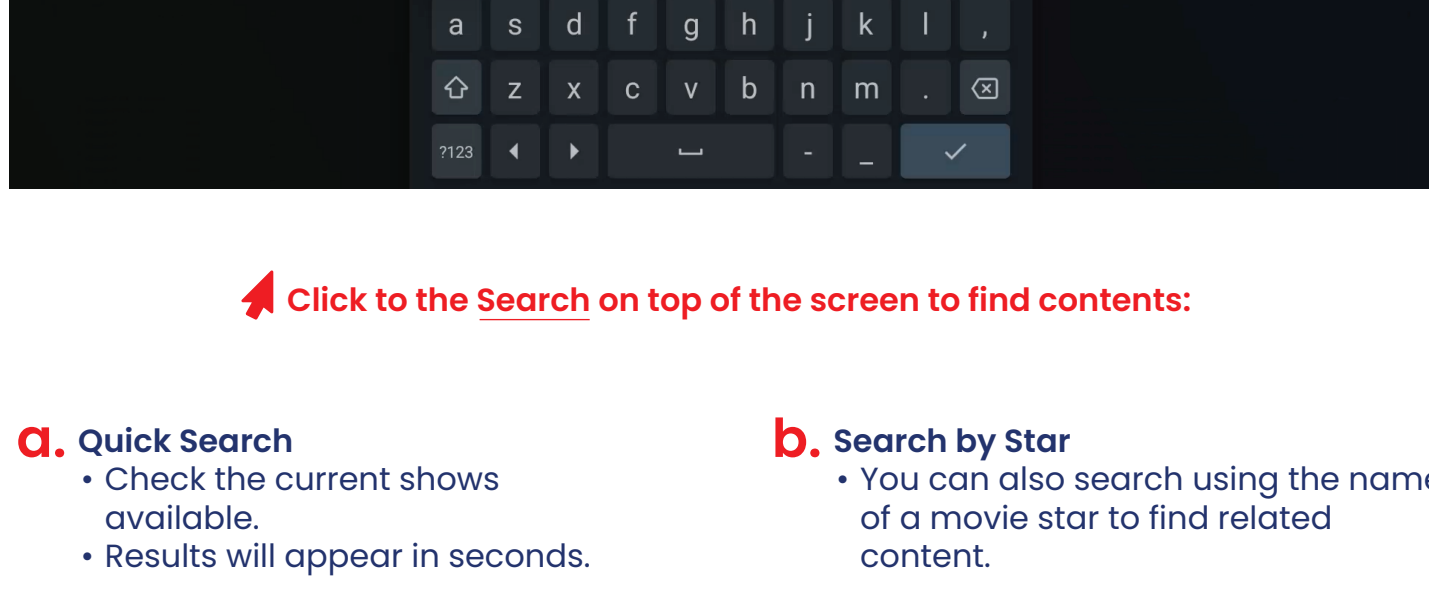 a s d f g h j k l ,
z x c v b n m .
?123 - _
Click to the Search on top of the screen to find contents:
a. Quick Search
• Check the current shows
available.
• Results will appear in seconds.
b. Search by Star
• You can also search using the name
of a movie star to find related
content.